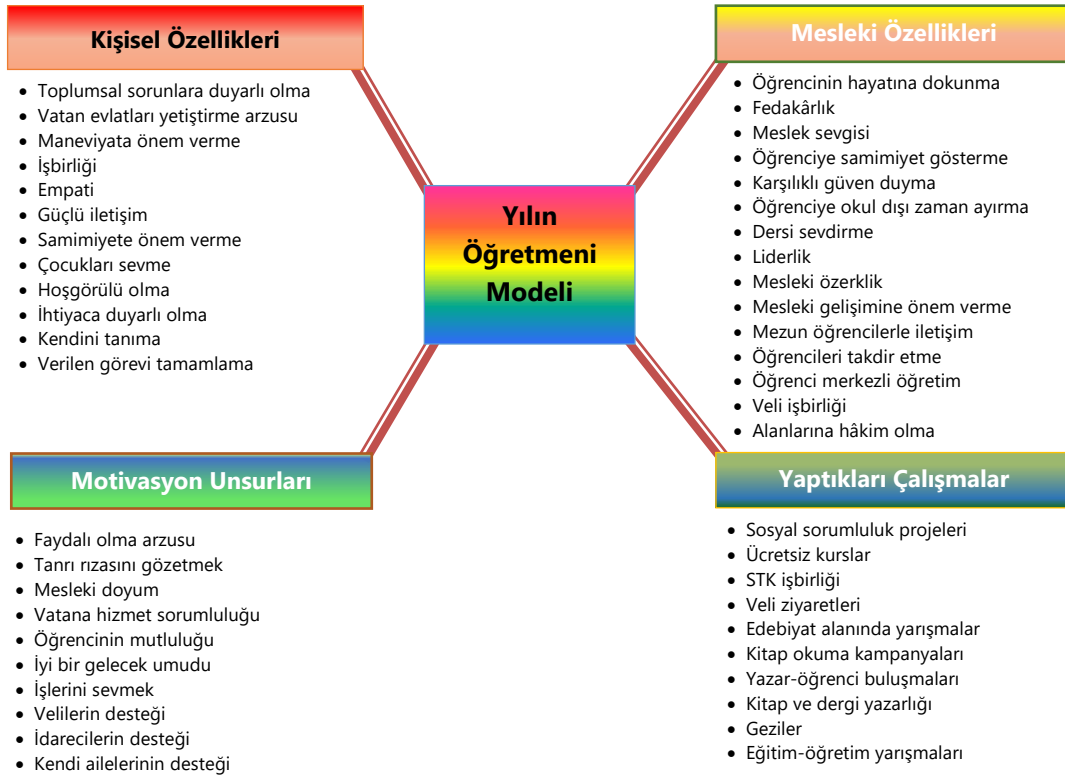 Kişisel Özellikleri
• Toplumsal sorunlara duyarlı olma
• Vatan evlatları yetiştirme arzusu
• Maneviyata önem verme
• İşbirliği
• Empati
• Güçlü iletişim
• Samimiyete önem verme
• Çocukları sevme
• Hoşgörülü olma
• İhtiyaca duyarlı olma
• Kendini tanıma
• Verilen görevi tamamlama
Mesleki Özellikleri
• Öğrencinin hayatına dokunma
• Fedakârlık
• Meslek sevgisi
• Öğrenciye samimiyet gösterme
• Karşılıklı güven duyma
• Öğrenciye okul dışı zaman ayırma
• Dersi sevdirme
• Liderlik
• Mesleki özerklik
• Mesleki gelişimine önem verme
• Mezun öğrencilerle iletişim
• Öğrencileri takdir etme
• Öğrenci merkezli öğretim
• Veli işbirliği
• Alanlarına hâkim olma
Yılın
Öğretmeni
Modeli
Motivasyon Unsurları
• Faydalı olma arzusu
• Tanrı rızasını gözetmek
• Mesleki doyum
• Vatana hizmet sorumluluğu
• Öğrencinin mutluluğu
• İyi bir gelecek umudu
• İşlerini sevmek
• Velilerin desteği
• İdarecilerin desteği
• Kendi ailelerinin desteği
Yaptıkları Çalışmalar
• Sosyal sorumluluk projeleri
• Ücretsiz kurslar
• STK işbirliği
• Veli ziyaretleri
• Edebiyat alanında yarışmalar
• Kitap okuma kampanyaları
• Yazar-öğrenci buluşmaları
• Kitap ve dergi yazarlığı
• Geziler
• Eğitim-öğretim yarışmaları